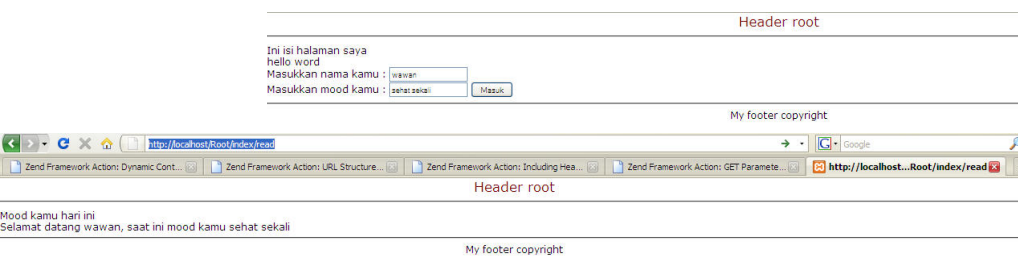 Header root
Ini isi halaman saya
hello word
Masukkan nama kamu : wawan
Masukkan mood kamu : sehat sekali Masuk
My footer copyright
http://localhost/Root/index/read Google
Zend Framework Action: Dynamic Cont... Zend Framework Action: URL Structure... Zend Framework Action: Including Hea... Zend Framework Action: GET Paramete... http://localhost...Root/index/read
Header root
Mood kamu hari ini
Selamat datang wawan, saat ini mood kamu sehat sekali
My footer copyright